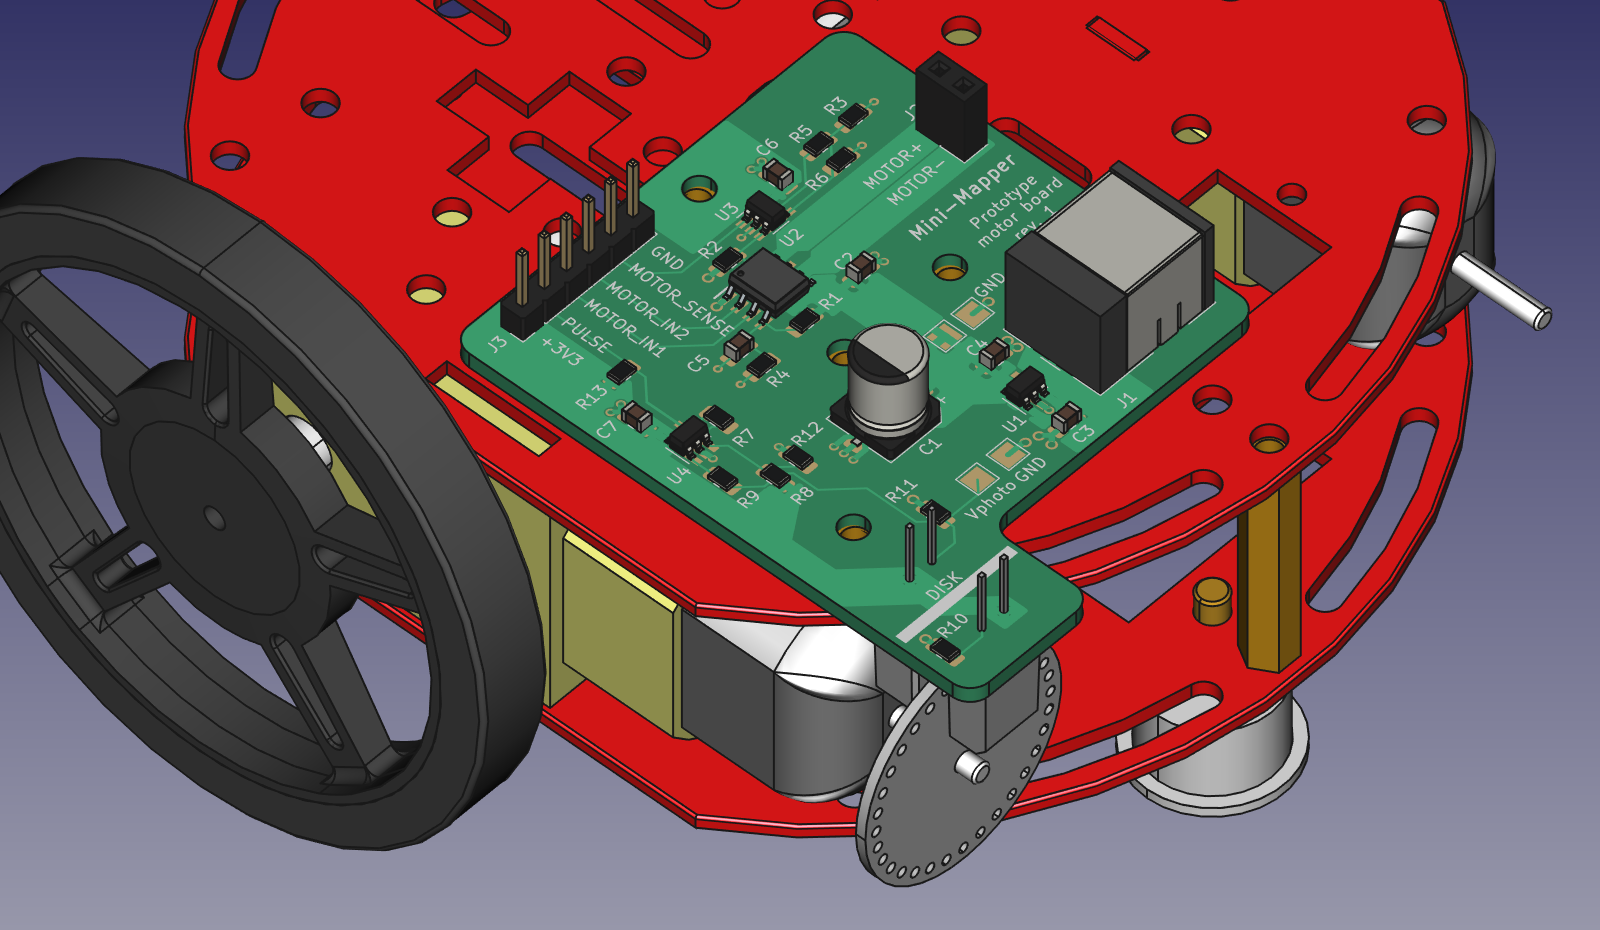 R3
J2
R5
C6
R6
MOTOR+
MOTOR-
Mini-Mapper
Prototype
motor board
rev. 1
U3
U2
R2
C2
GND
MOTOR_SENSE
MOTOR_IN2
MOTOR_IN1
PULSE
+3V3
J3
R1
GND
C5
R4
C4
R13
C7
R7
U4
R12
R9
R8
C1
U1
C3
J1
R11
Vphoto
GND
DISK
R10